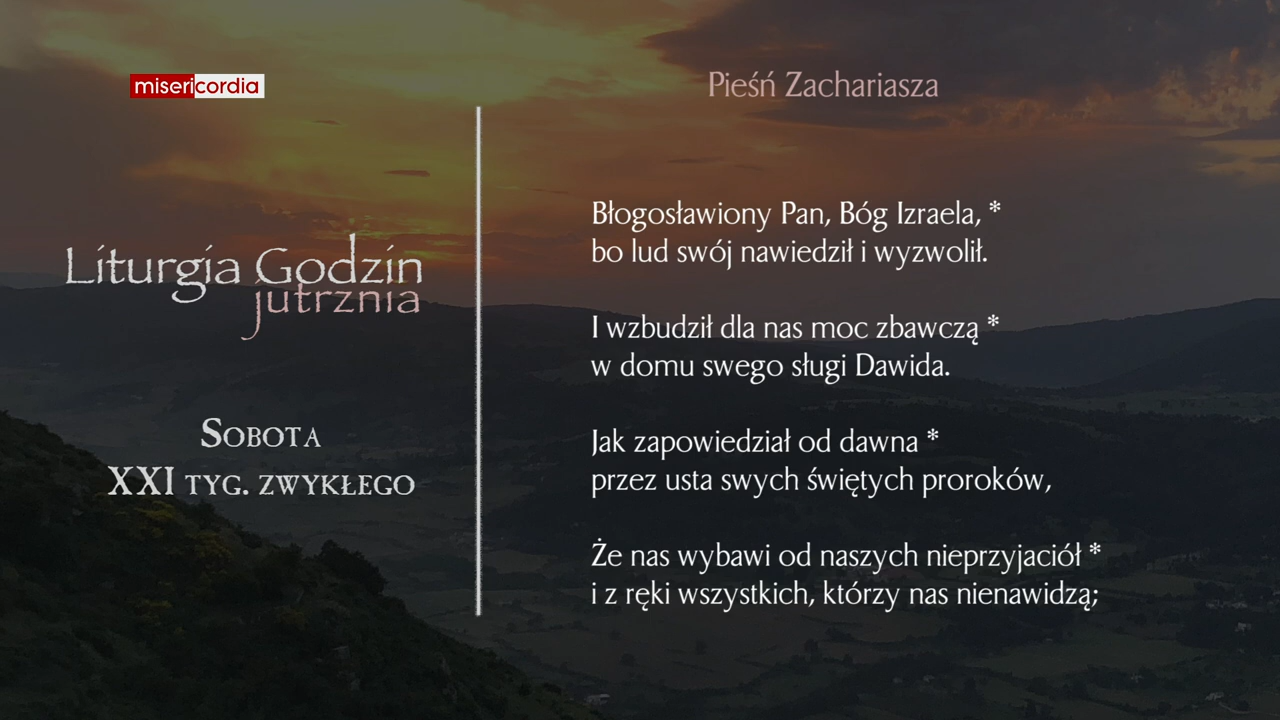 misericordia
Liturgia Godzin
jutrznia
Sobota
XXI tyg. zwykłego
Pieśń Zachariasza
Błogosławiony Pan, Bóg Izraela, *
bo lud swój nawiedził i wyzwolił.
I wzbudził dla nas moc zbawczą *
w domu swego sługi Dawida.
Jak zapowiedział od dawna *
przez usta swych świętych proroków,
Że nas wybawi od naszych nieprzyjaciół *
i z ręki wszystkich, którzy nas nienawidzą;